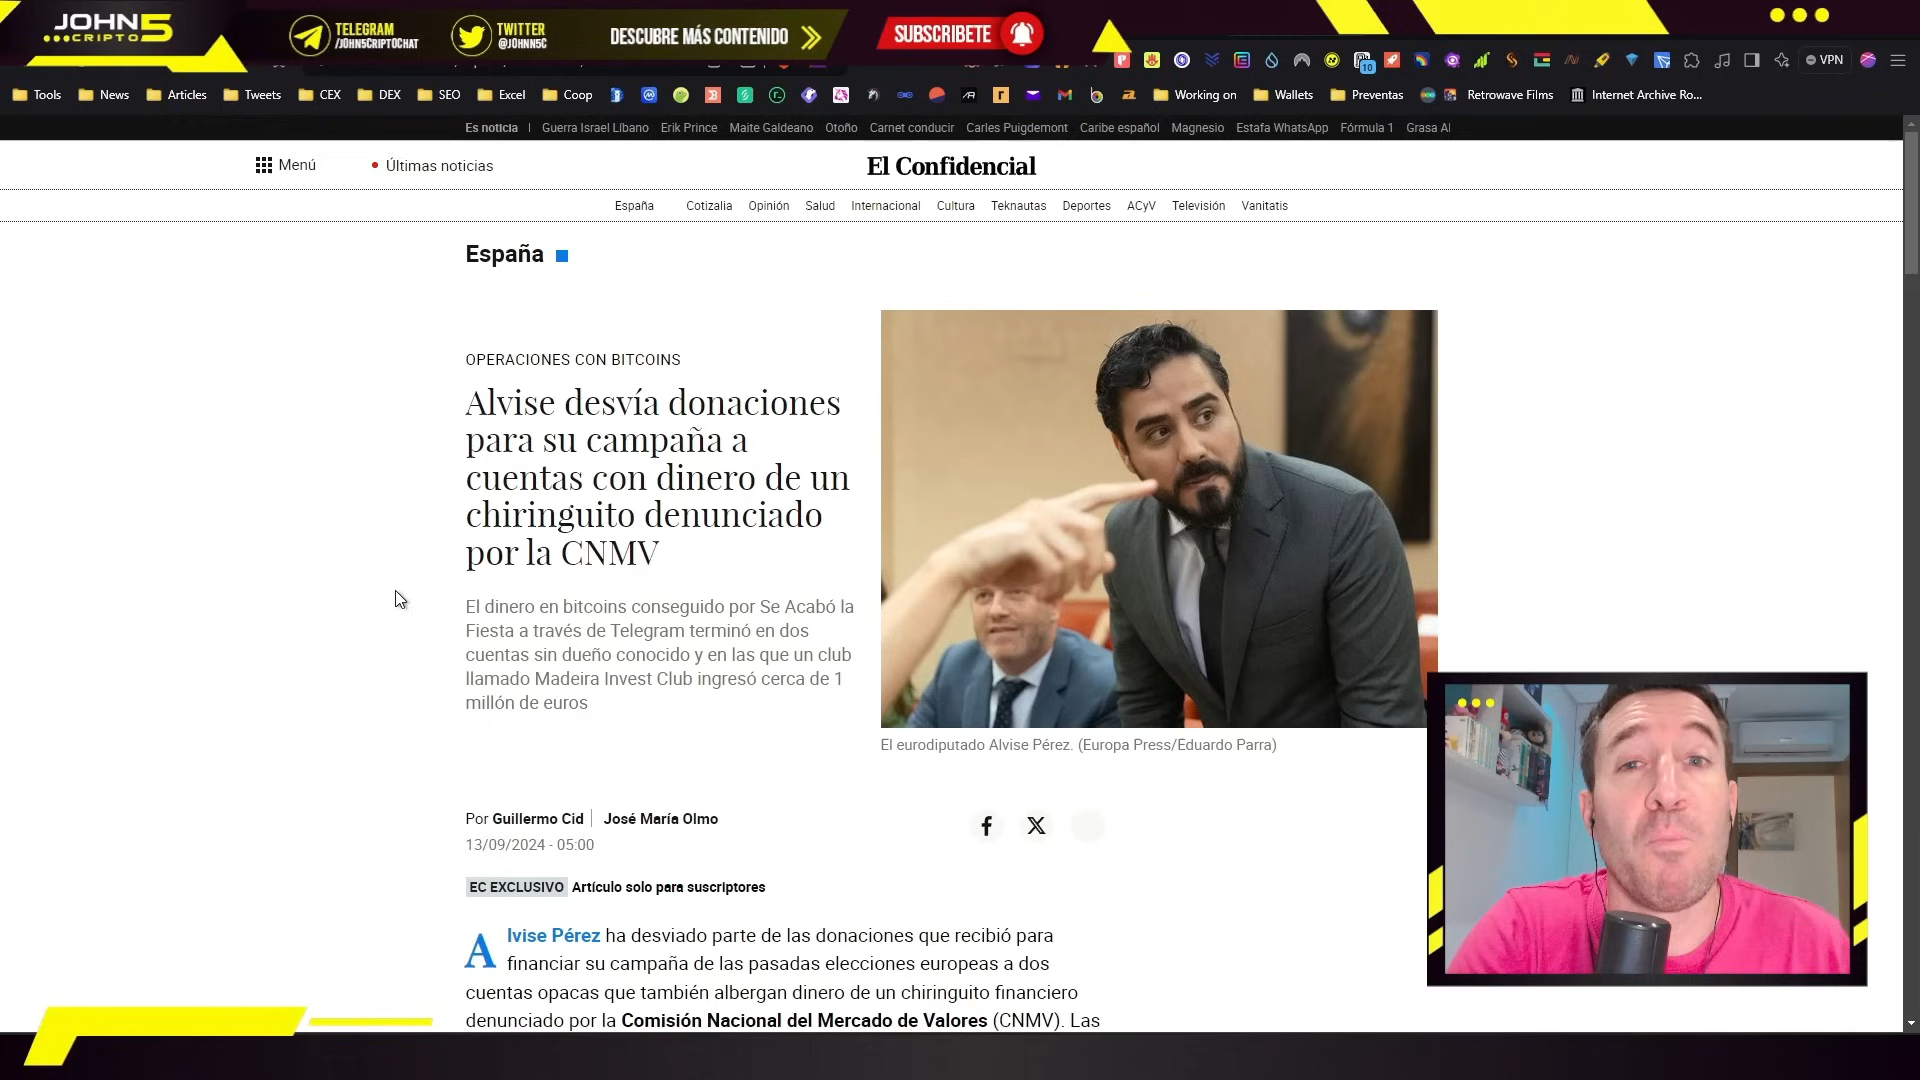 JOHN5
CRIPTO
TELEGRAM
/JOHN5CRIPTOCHAT
TWITTER
@J0HNN5C
DESCUBRE MÁS CONTENIDO
SUBSCRIBETE
10
VPN
Tools
News
Articles
Tweets
CEX
DEX
SEO
Excel
Coop
Working on
Wallets
Preventas
Retrowave Films
Internet Archive Ro...
Es noticia
Guerra Israel Líbano
Erik Prince
Maite Galdeano
Otoño
Carnet conducir
Carles Puigdemont
Caribe español
Magnesio
Estafa WhatsApp
Fórmula 1
Grasa Al
Menú
Últimas noticias
El Confidencial
España
Cotizalia
Opinión
Salud
Internacional
Cultura
Teknautas
Deportes
ACyV
Televisión
Vanitatis
España
OPERACIONES CON BITCOINS
Alvise desvía donaciones
para su campaña a
cuentas con dinero de un
chiringuito denunciado
por la CNMV
El dinero en bitcoins conseguido por Se Acabó la
Fiesta a través de Telegram terminó en dos
cuentas sin dueño conocido y en las que un club
llamado Madeira Invest Club ingresó cerca de 1
millón de euros
El eurodiputado Alvise Pérez. (Europa Press/Eduardo Parra)
Por Guillermo Cid
José María Olmo
13/09/2024 - 05:00
EC EXCLUSIVO Artículo solo para suscriptores
Alvise Pérez ha desviado parte de las donaciones que recibió para
financiar su campaña de las pasadas elecciones europeas a dos
cuentas opacas que también albergan dinero de un chiringuito financiero
denunciado por la Comisión Nacional del Mercado de Valores (CNMV). Las